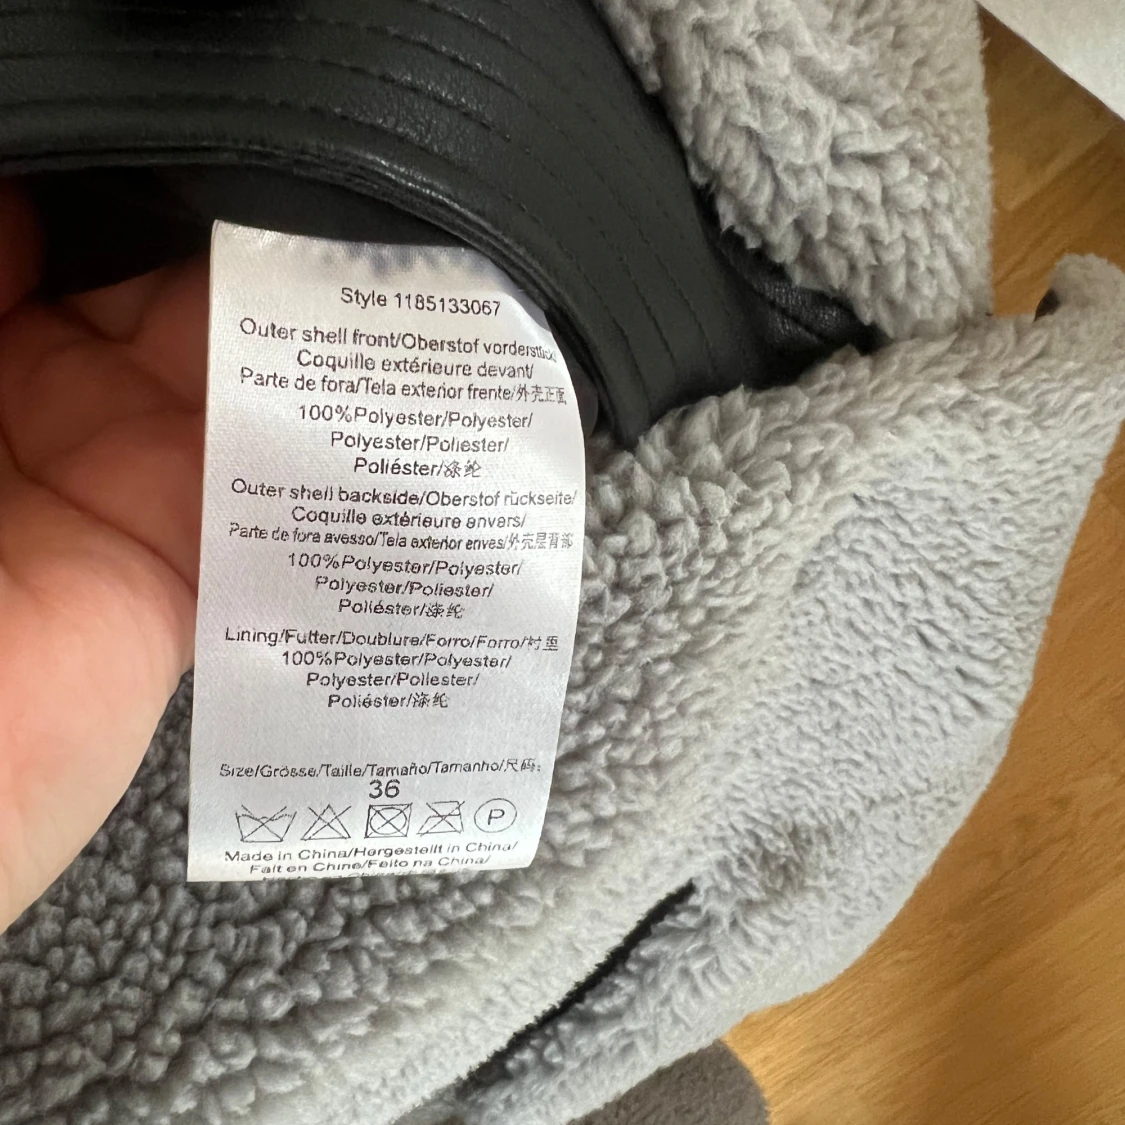 Style 1185133067
Outer shell front/Oberstof vorderstück
Coquille extérieure devant/
Parte de fora/Tela exterior frente/外壳正面
100%Polyester/Polyester/
Polyester/Poliester/
Poliéster/涤纶
Outer shell backside/Oberstof rückseite/
Coquille extérieure envers/
Parte de fora avesso/Tela exterior enves/外壳层背部
100%Polyester/Polyester/
Polyester/Poliester/
Poliéster/涤纶
Lining/Futter/Doublure/Forro/Forro/衬里
100%Polyester/Polyester/
Polyester/Poliester/
Poliéster/涤纶
Size/Grösse/Taille/Tamaño/Tamanho/尺码:
36
P
Made in China/Hergestellt in China/
Fait en Chine/Feito na China/